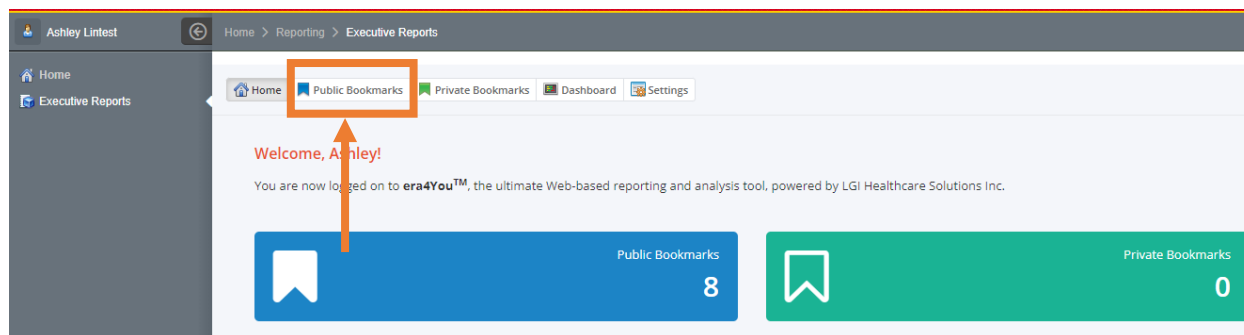 Ashley Lintest
Home > Reporting > Executive Reports
Home
Executive Reports
Home Public Bookmarks Private Bookmarks Dashboard Settings
Welcome, Ashley!
You are now logged on to era4You™, the ultimate Web-based reporting and analysis tool, powered by LGI Healthcare Solutions Inc.
Public Bookmarks
8
Private Bookmarks
0